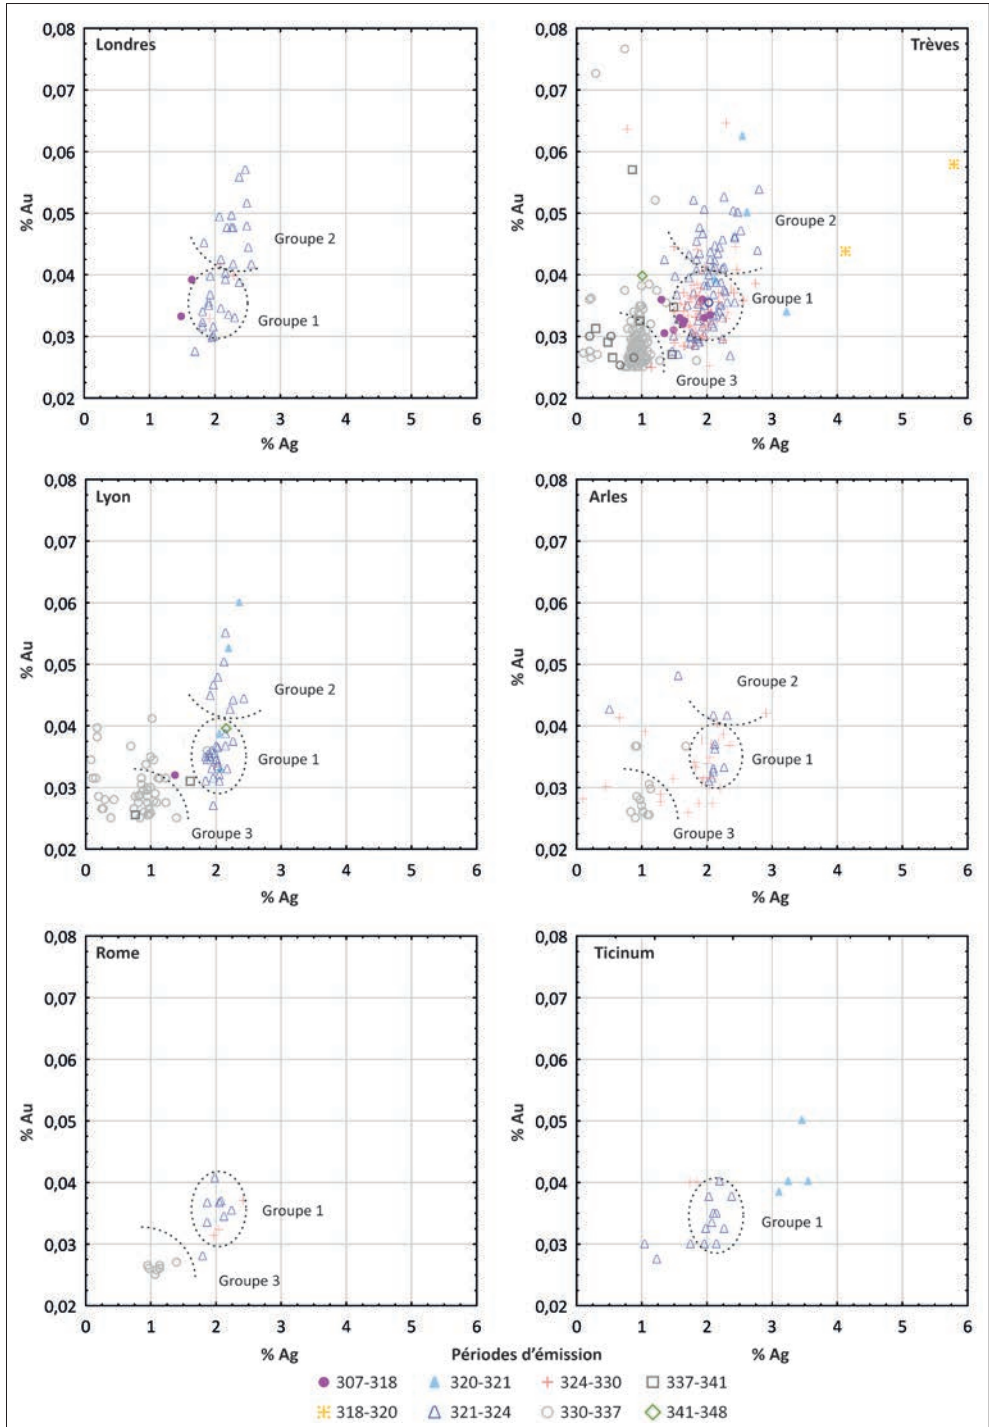 Londres
0,08
0,07
0,06
0,05
0,04
0,03
0,02
% Au
0 1 2 3 4 5 6
% Ag
Groupe 2
Groupe 1
Trèves
0,08
0,07
0,06
0,05
0,04
0,03
0,02
% Au
0 1 2 3 4 5 6
% Ag
Groupe 2
Groupe 1
Groupe 3
Lyon
0,08
0,07
0,06
0,05
0,04
0,03
0,02
% Au
0 1 2 3 4 5 6
% Ag
Groupe 2
Groupe 1
Groupe 3
Arles
0,08
0,07
0,06
0,05
0,04
0,03
0,02
% Au
0 1 2 3 4 5 6
% Ag
Groupe 2
Groupe 1
Groupe 3
Rome
0,08
0,07
0,06
0,05
0,04
0,03
0,02
% Au
0 1 2 3 4 5 6
% Ag
Groupe 1
Groupe 3
Ticinum
0,08
0,07
0,06
0,05
0,04
0,03
0,02
% Au
0 1 2 3 4 5 6
% Ag
Groupe 1
Périodes d'émission
307-318 320-321 324-330 337-341
318-320 321-324 330-337 341-348